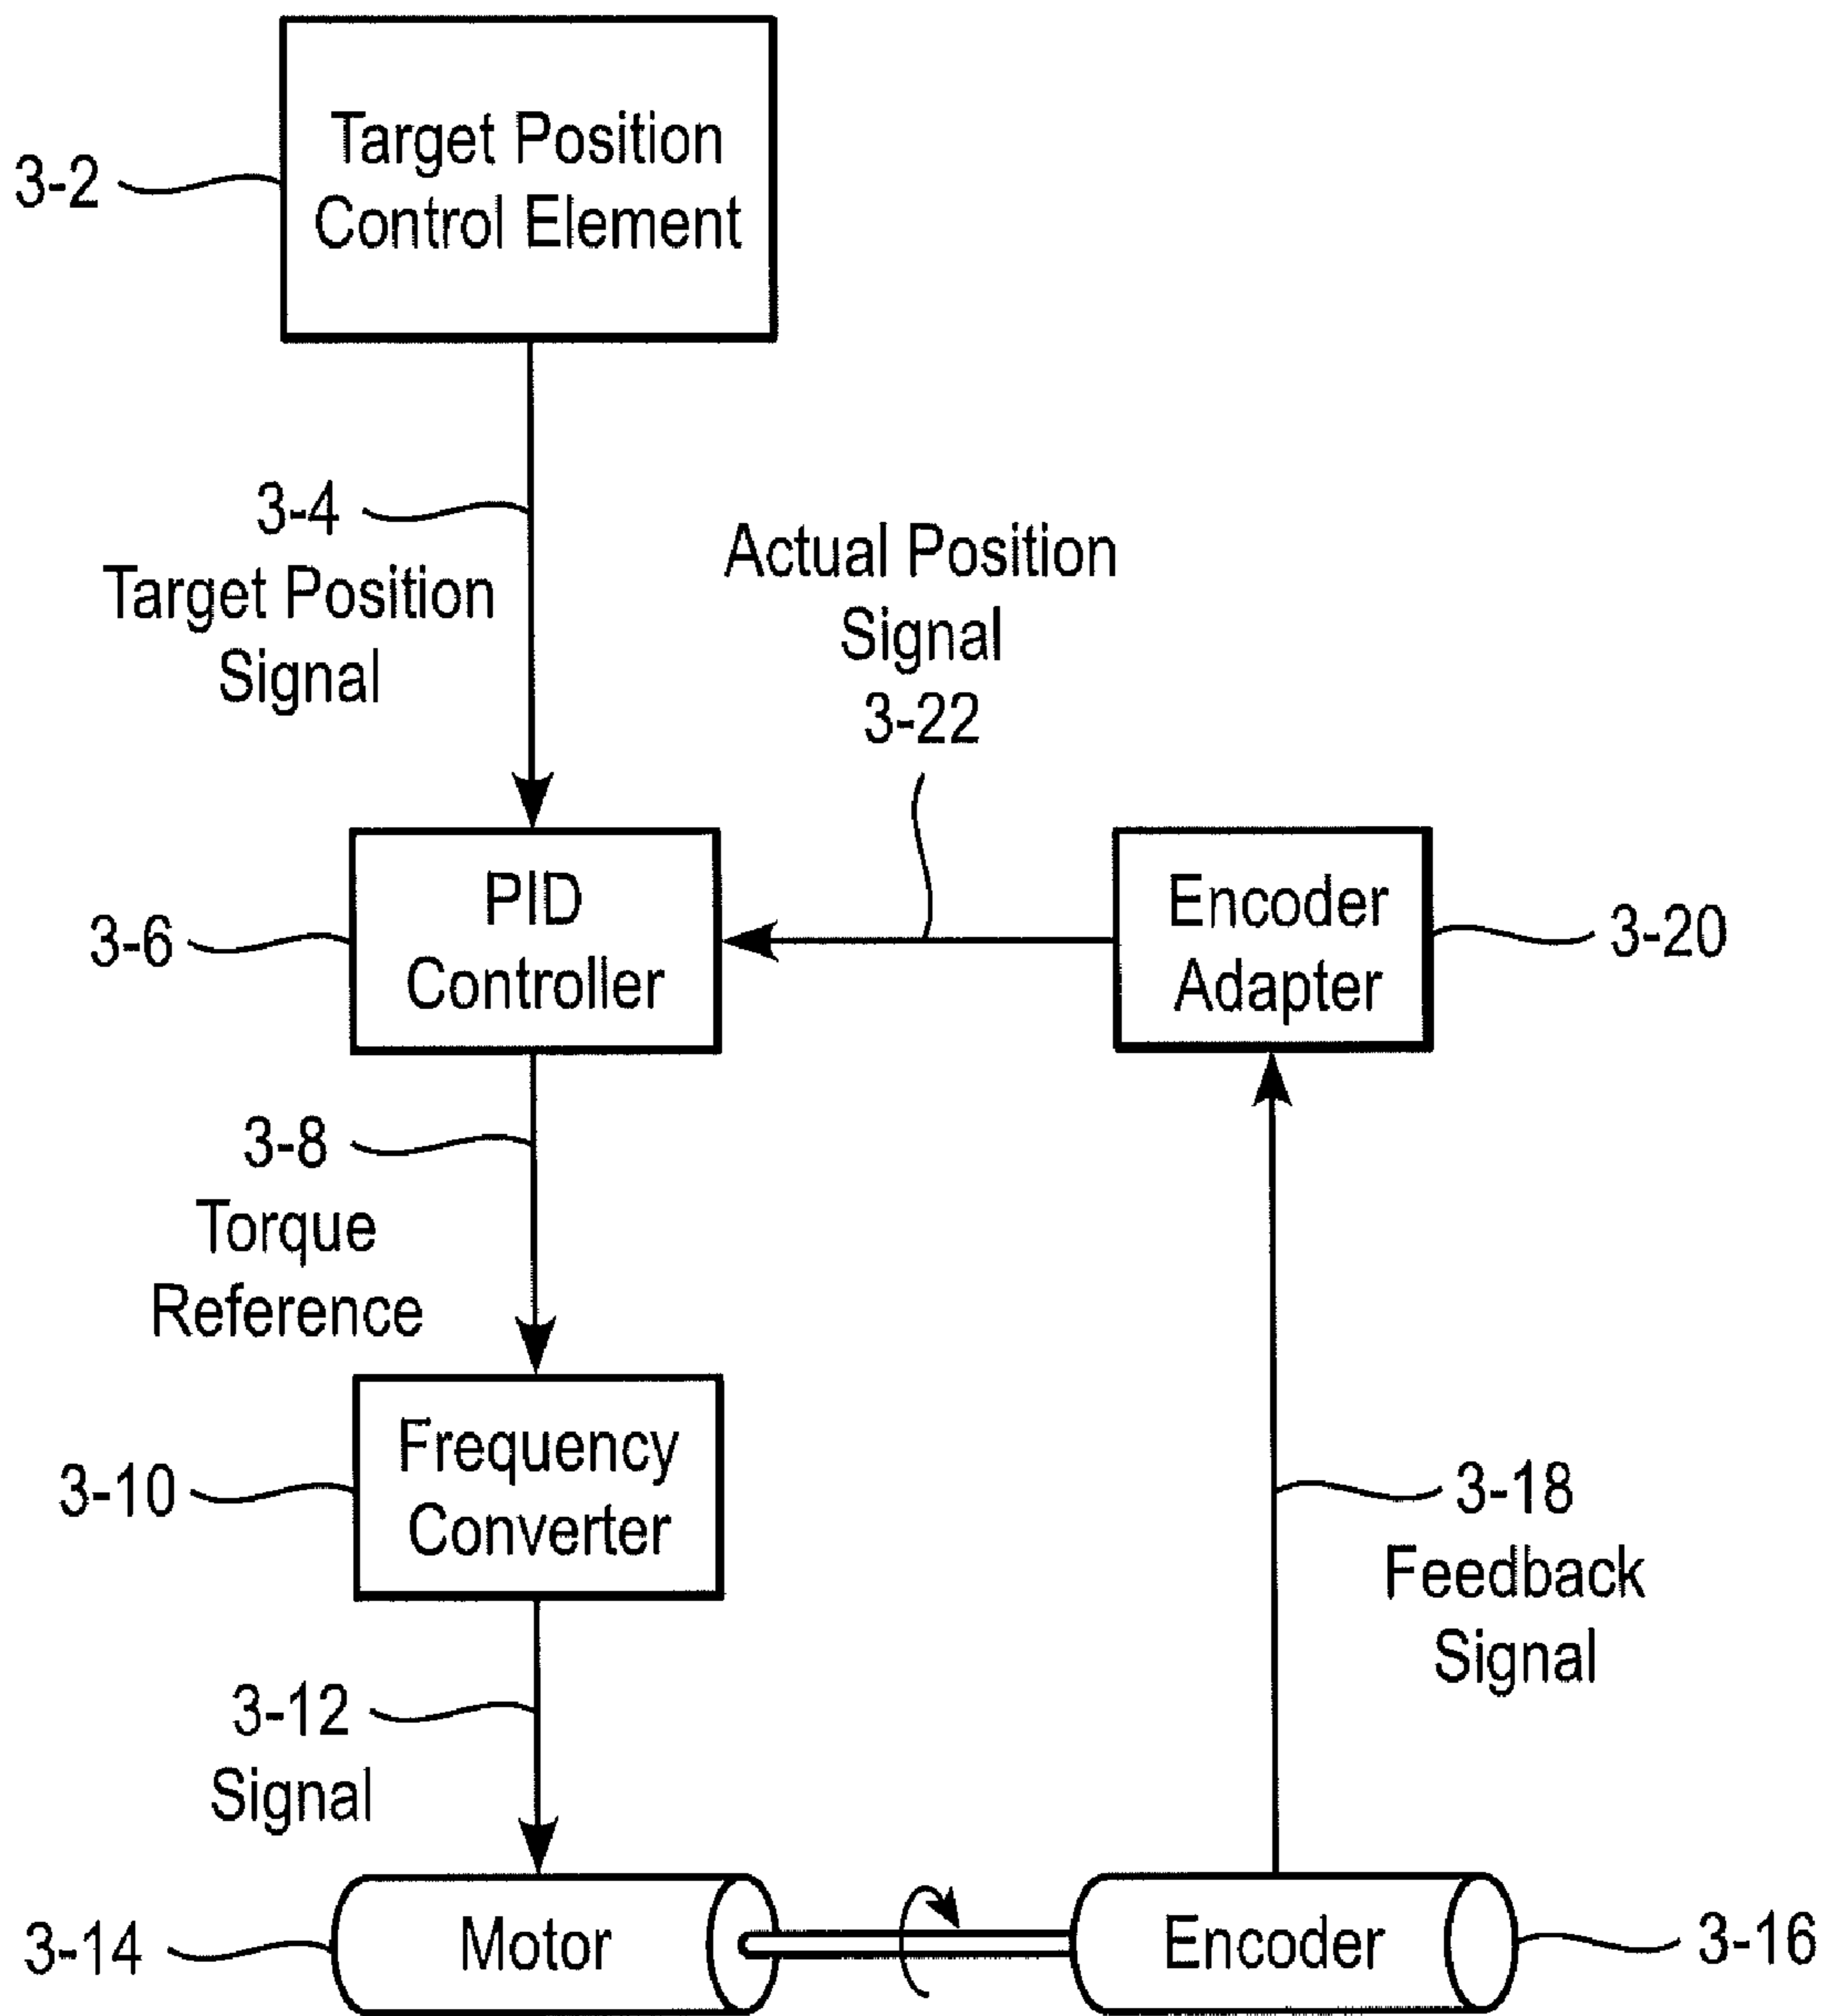 Target Position
Control Element
3-2
3-4
Target Position
Signal
Actual Position
Signal
3-22
PID
Controller
3-6
Encoder
Adapter
3-20
3-8
Torque
Reference
Frequency
Converter
3-10
3-18
Feedback
Signal
3-12
Signal
3-14
Motor
Encoder
3-16